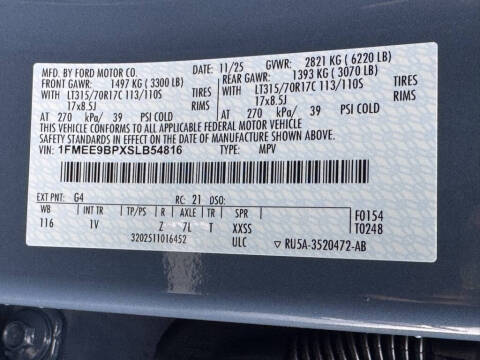 MFD. BY FORD MOTOR CO. 11/25 GVWR: 2821 KG (6220 LB)
FRONT GAWR: 1497 KG (3300 LB) REAR GAWR: 1393 KG (3070 LB)
WITH LT315/70R17C 113/110S TIRES WITH LT315/70R17C 113/110S TIRES
17x8.5J RIMS 17x8.5J RIMS
AT 270 kPa/ 39 PSI COLD AT 270 kPa/ 39 PSI COLD
THIS VEHICLE CONFORMS TO ALL APPLICABLE FEDERAL MOTOR VEHICLE
SAFETY STANDARDS IN EFFECT ON THE DATE OF MANUFACTURE SHOWN ABOVE.
VIN: 1FMEE9BPXSLB54816 TYPE: MPV
EXT PNT: G4 RC: 21 DSO:
WB INT TR TP/PS R AXLE TR SPR F0154
116 1V Z 7L T XXSS T0248
3202511016452 ULC ▽ RU5A-3520472-AB